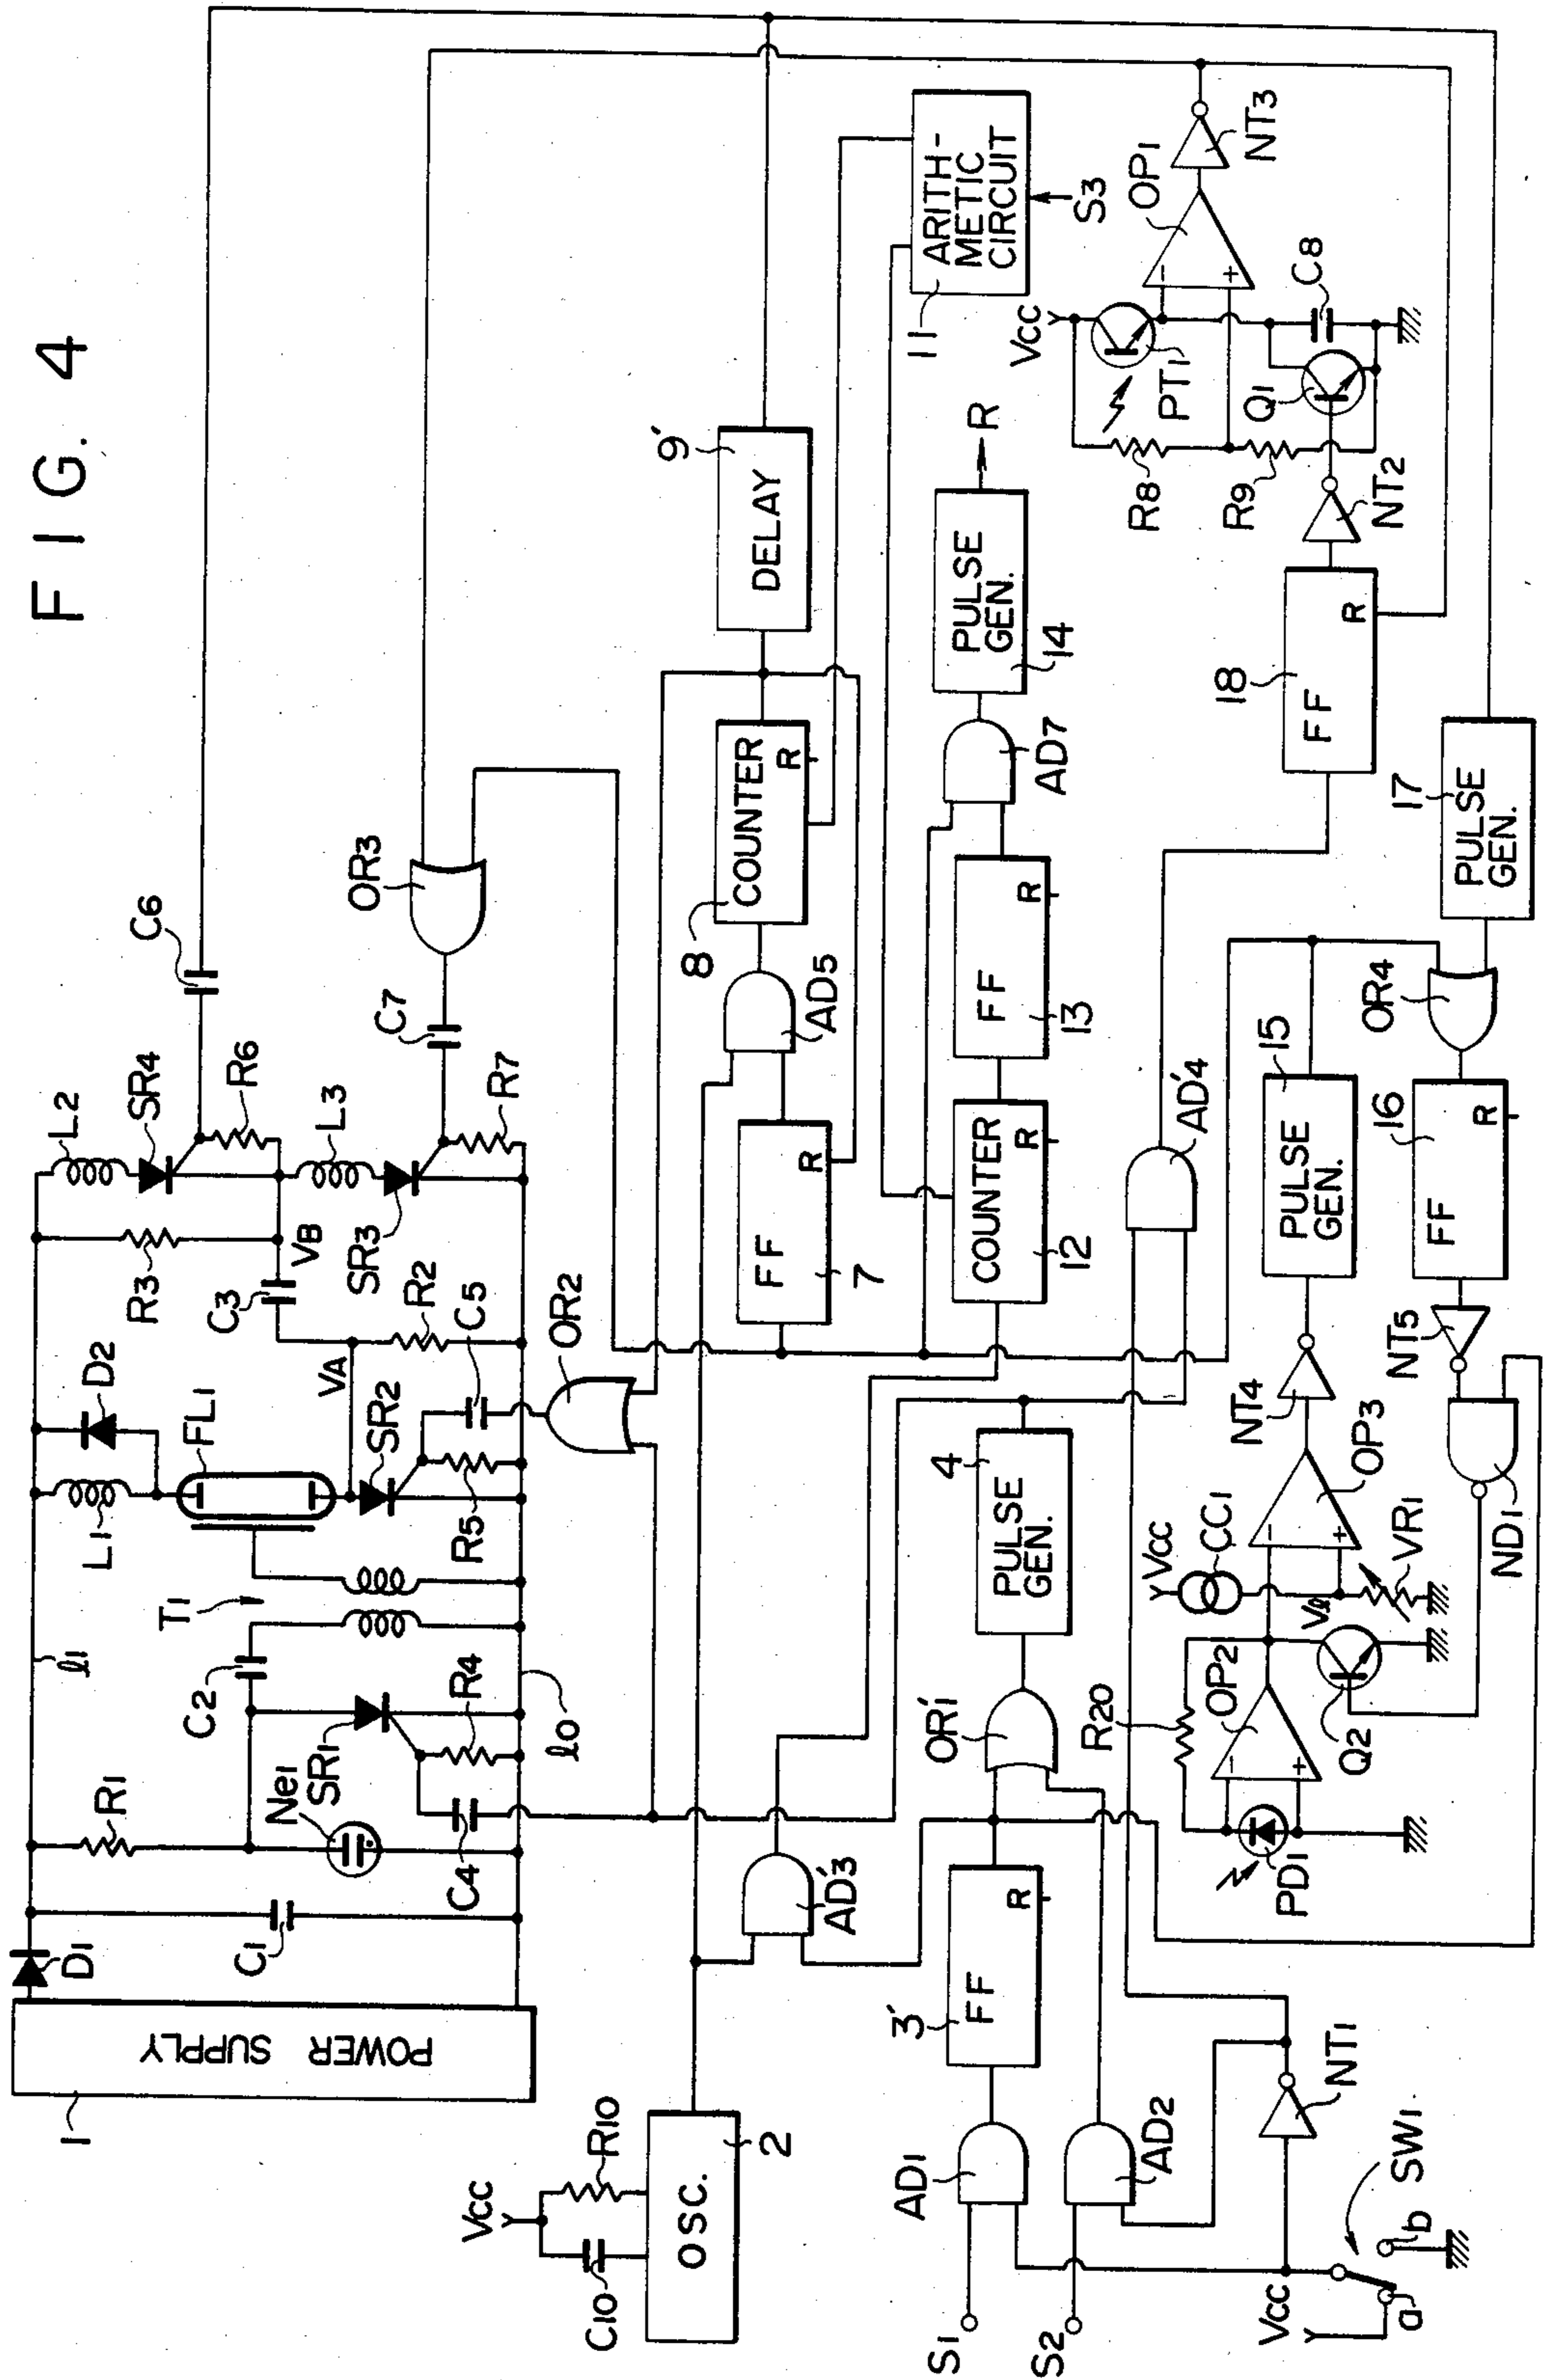 FIG. 4
1
POWER SUPPLY
D1
C1
R1
Ne1
l1
C2
SR1
R4
C4
l0
T1
L1
FL1
D2
SR2
R5
VA
C5
R2
OR2
R3
C3
VB
L2
SR4
R6
L3
SR3
R7
C6
C7
OR3
VCC
C10
R10
OSC.
2
AD'3
FF
7
R
AD5
COUNTER
8
R
DELAY
9'
COUNTER
12
R
FF
13
R
AD7
PULSE
GEN.
14
R
ARITH-
METIC
CIRCUIT
11
S3
S1
S2
AD1
AD2
FF
3'
R
OR'1
PULSE
GEN.
4
AD'4
FF
18
R
NT2
Q1
C8
R8
R9
PT1
VCC
OP1
NT3
VCC
a
b
SW1
NT1
PD1
R20
OP2
Q2
Vl
VCC
CC1
VR1
OP3
NT4
PULSE
GEN.
15
ND1
NT5
FF
16
R
OR4
PULSE
GEN.
17